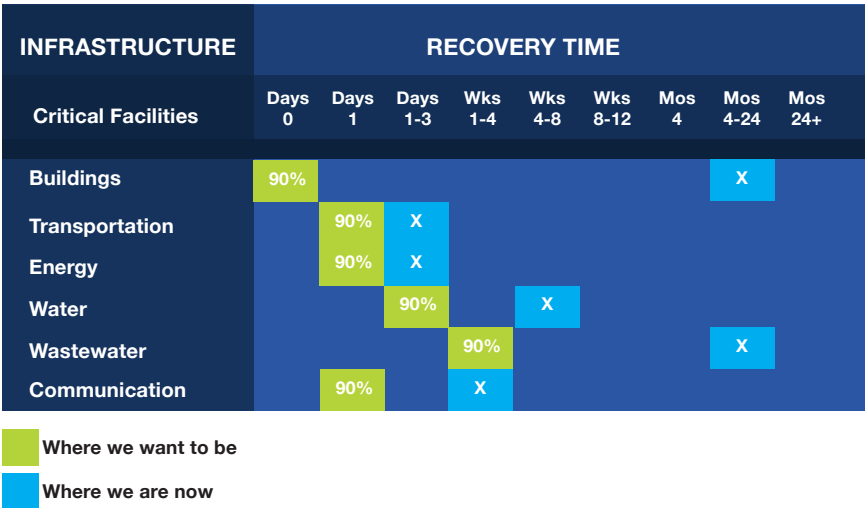 INFRASTRUCTURE RECOVERY TIME
Critical Facilities Days 0 Days 1 Days 1-3 Wks 1-4 Wks 4-8 Wks 8-12 Mos 4 Mos 4-24 Mos 24+
Buildings 90% X
Transportation 90% X
Energy 90% X
Water 90% X
Wastewater 90% X
Communication 90% X
Where we want to be
Where we are now